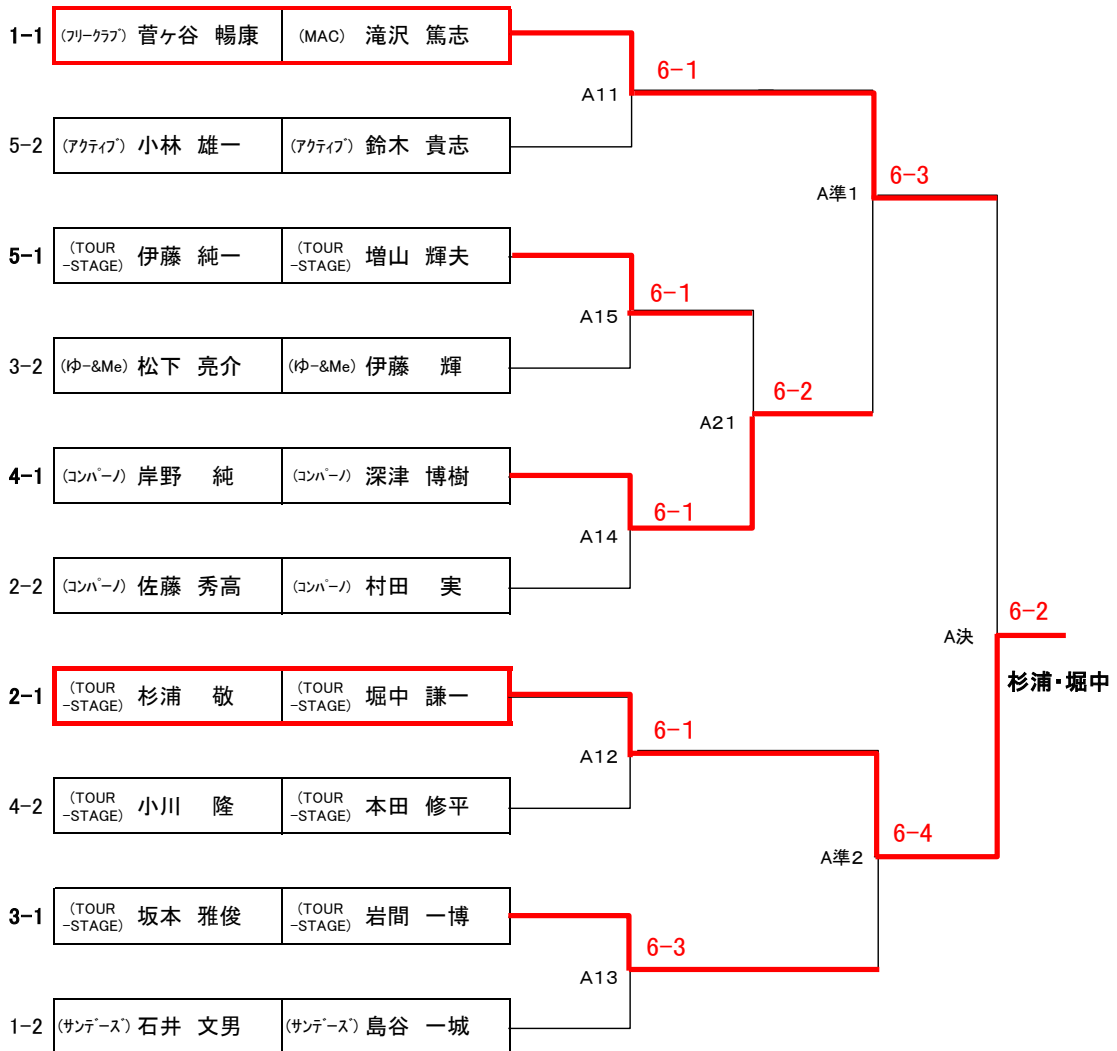 1-1 (フリークラブ) 菅ヶ谷 暢康 (MAC) 滝沢 篤志
6-1
A11
5-2 (アクティブ) 小林 雄一 (アクティブ) 鈴木 貴志
6-3
A準1
5-1 (TOUR-STAGE) 伊藤 純一 (TOUR-STAGE) 増山 輝夫
6-1
A15
3-2 (ゆー&Me) 松下 亮介 (ゆー&Me) 伊藤 輝
6-2
A21
4-1 (コンパーノ) 岸野 純 (コンパーノ) 深津 博樹
6-1
A14
2-2 (コンパーノ) 佐藤 秀高 (コンパーノ) 村田 実
6-2
A決
杉浦・堀中
2-1 (TOUR-STAGE) 杉浦 敬 (TOUR-STAGE) 堀中 謙一
6-1
A12
4-2 (TOUR-STAGE) 小川 隆 (TOUR-STAGE) 本田 修平
6-4
A準2
3-1 (TOUR-STAGE) 坂本 雅俊 (TOUR-STAGE) 岩間 一博
6-3
A13
1-2 (サンデーズ) 石井 文男 (サンデーズ) 島谷 一城